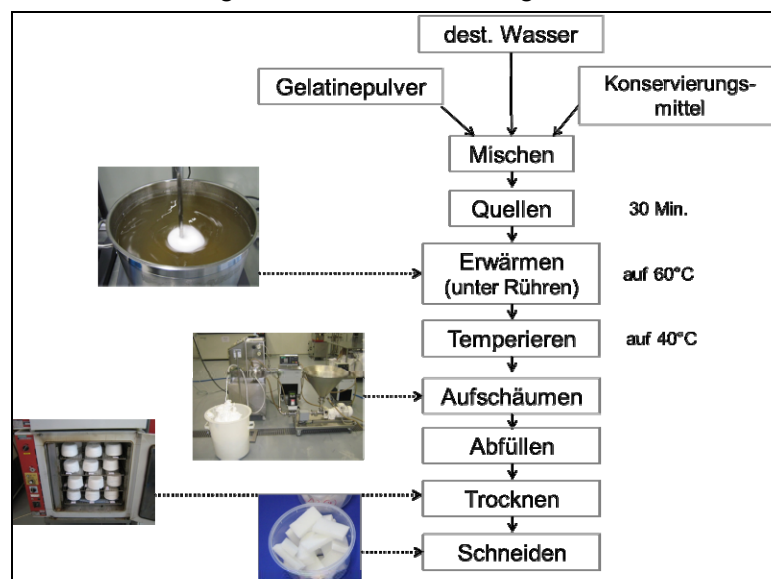 dest. Wasser
Gelatinepulver
Konservierungs-
mittel
Mischen
Quellen
30 Min.
Erwärmen
(unter Rühren)
auf 60°C
Temperieren
auf 40°C
Aufschäumen
Abfüllen
Trocknen
Schneiden